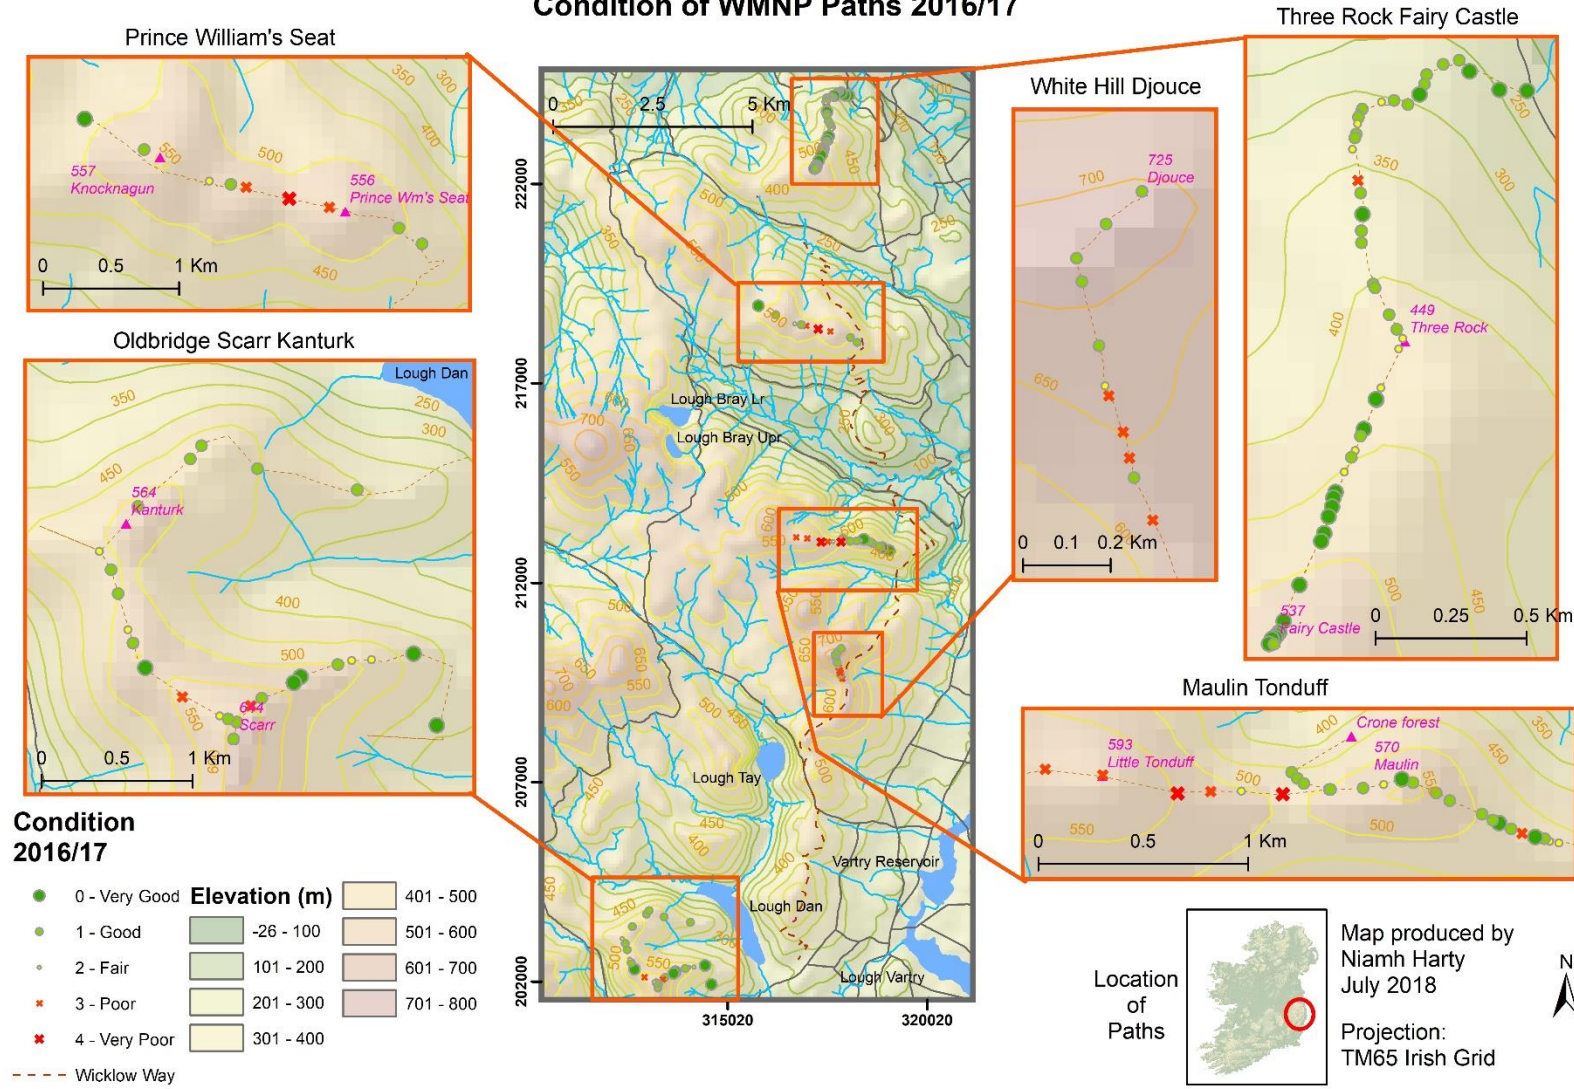 Condition of WMNP Paths 2016/17
Prince William's Seat
350
300
400
500
550
557
Knocknagun
556
Prince Wm's Seat
450
0 0.5 1 Km
Oldbridge Scarr Kanturk
Lough Dan
350
250
300
450
564
Kanturk
400
500
550
644
Scarr
0 0.5 1 Km
0 2.5 5 Km
222000
217000
212000
207000
202000
315020
320020
Lough Bray Lr
Lough Bray Upr
Lough Tay
Vartry Reservoir
Lough Dan
Lough Vartry
White Hill Djouce
725
Djouce
700
650
600
0 0.1 0.2 Km
Three Rock Fairy Castle
250
300
350
400
449
Three Rock
500
450
537
Fairy Castle
0 0.25 0.5 Km
Maulin Tonduff
Crone forest
400
350
450
593
Little Tonduff
570
Maulin
500
550
550
500
0 0.5 1 Km
Condition
2016/17
0 - Very Good
1 - Good
2 - Fair
3 - Poor
4 - Very Poor
Wicklow Way
Elevation (m)
-26 - 100
101 - 200
201 - 300
301 - 400
401 - 500
501 - 600
601 - 700
701 - 800
Location
of
Paths
Map produced by
Niamh Harty
July 2018
Projection:
TM65 Irish Grid
N